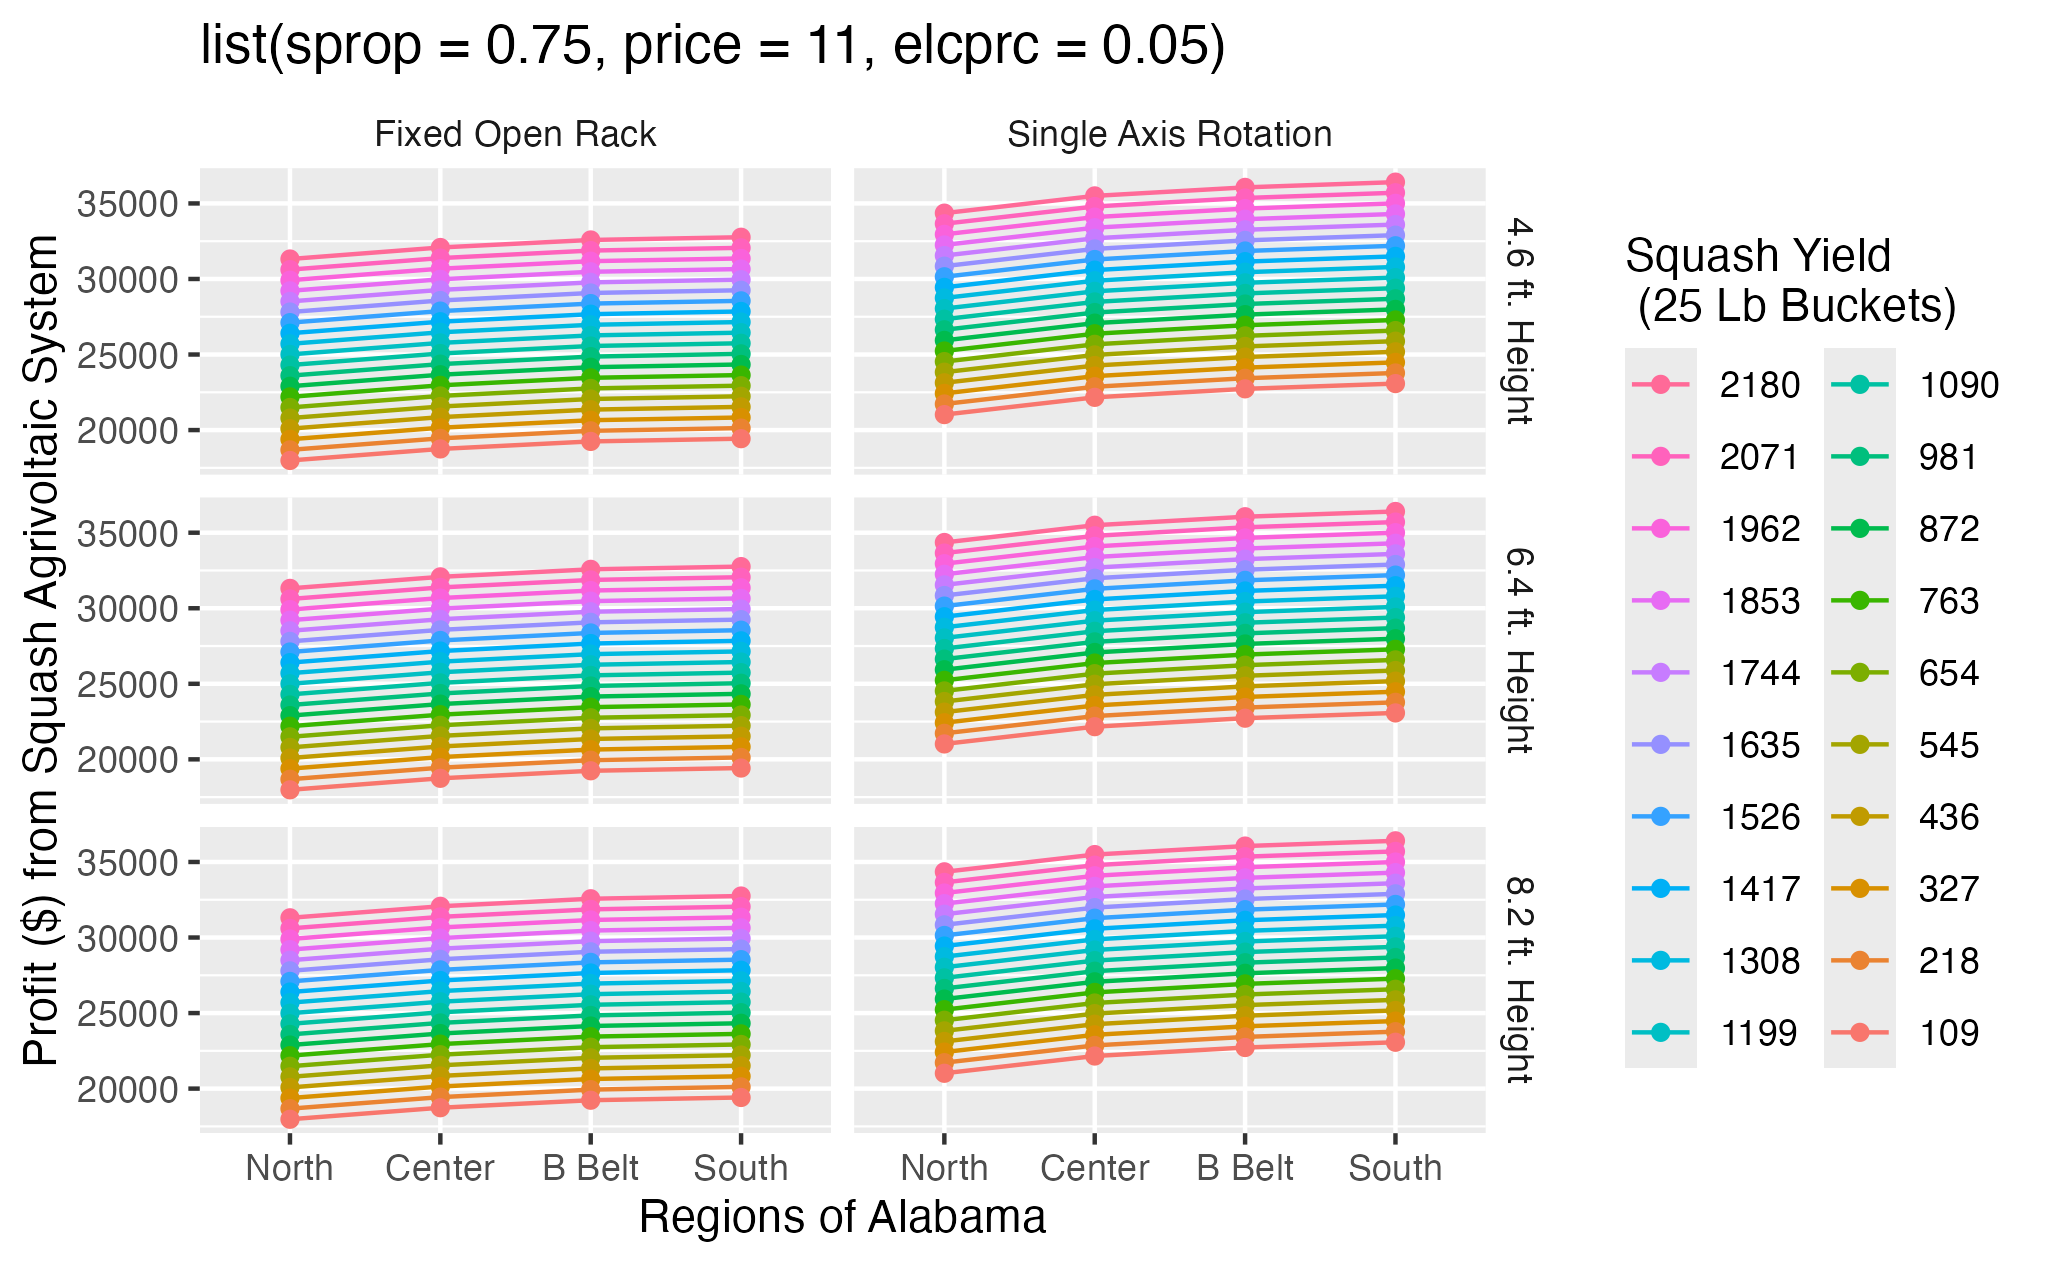 list(sprop = 0.75, price = 11, elcprc = 0.05)
Fixed Open Rack
Single Axis Rotation
Profit ($) from Squash Agrivoltaic System
35000
30000
25000
20000
4.6 ft. Height
35000
30000
25000
20000
6.4 ft. Height
35000
30000
25000
20000
8.2 ft. Height
North Center B Belt South
North Center B Belt South
Regions of Alabama
Squash Yield
(25 Lb Buckets)
2180
2071
1962
1853
1744
1635
1526
1417
1308
1199
1090
981
872
763
654
545
436
327
218
109